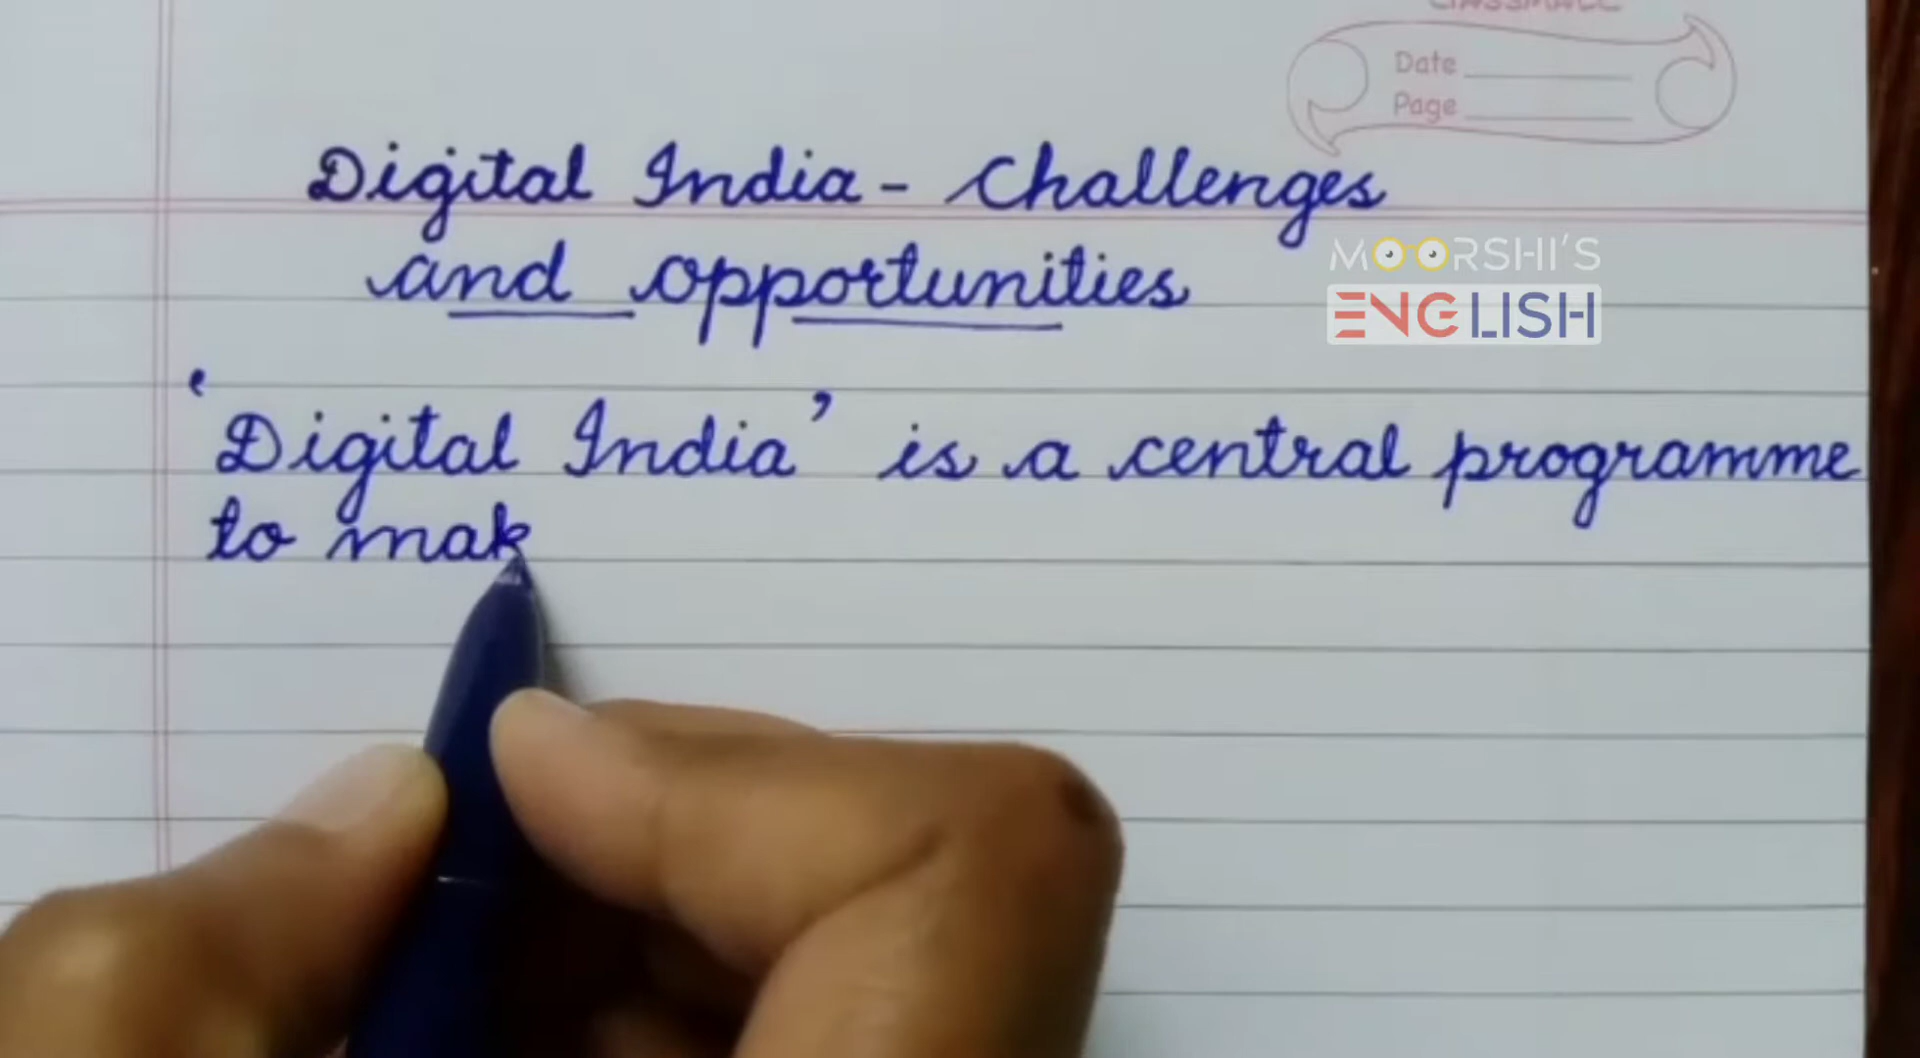 Date
Page
Digital India - Challenges
and opportunities
MOORSHI'S
ENGLISH
'Digital India' is a central programme
to mak